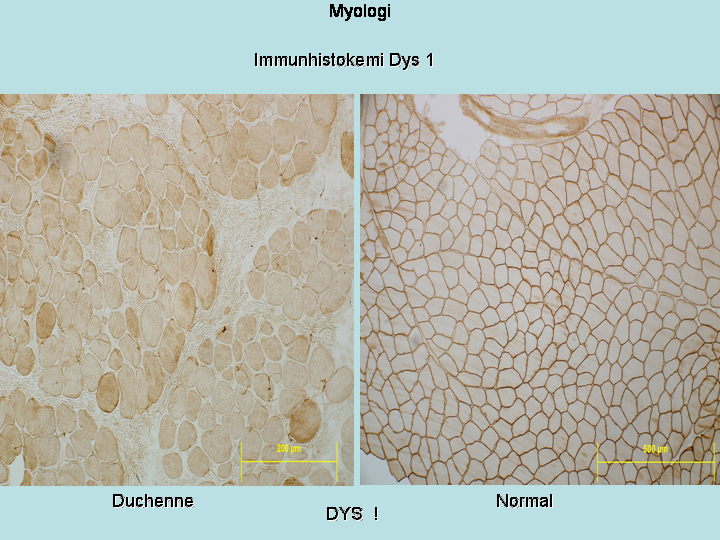 Myologi
Immunhistokemi Dys 1
200 µm
500 µm
Duchenne
Normal
DYS !